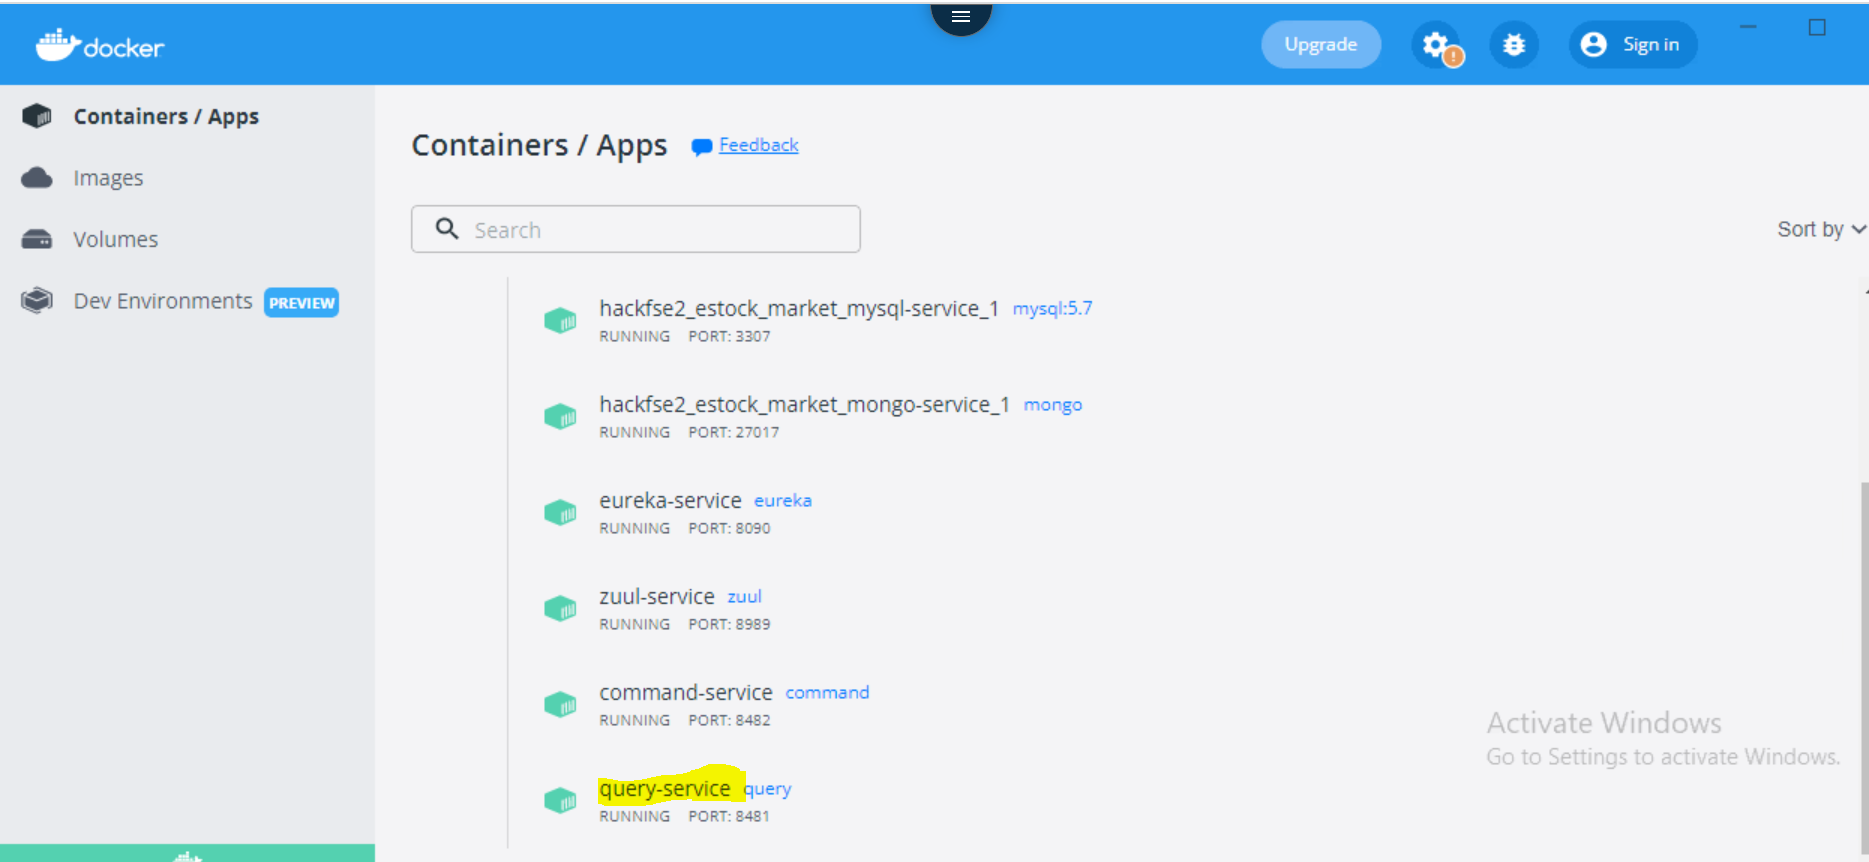 docker
Upgrade
!
Sign in
Containers / Apps
Images
Volumes
Dev Environments PREVIEW
Containers / Apps Feedback
Search
Sort by
hackfse2_estock_market_mysql-service_1 mysql:5.7
RUNNING PORT: 3307
hackfse2_estock_market_mongo-service_1 mongo
RUNNING PORT: 27017
eureka-service eureka
RUNNING PORT: 8090
zuul-service zuul
RUNNING PORT: 8989
command-service command
RUNNING PORT: 8482
query-service query
RUNNING PORT: 8481
Activate Windows
Go to Settings to activate Windows.